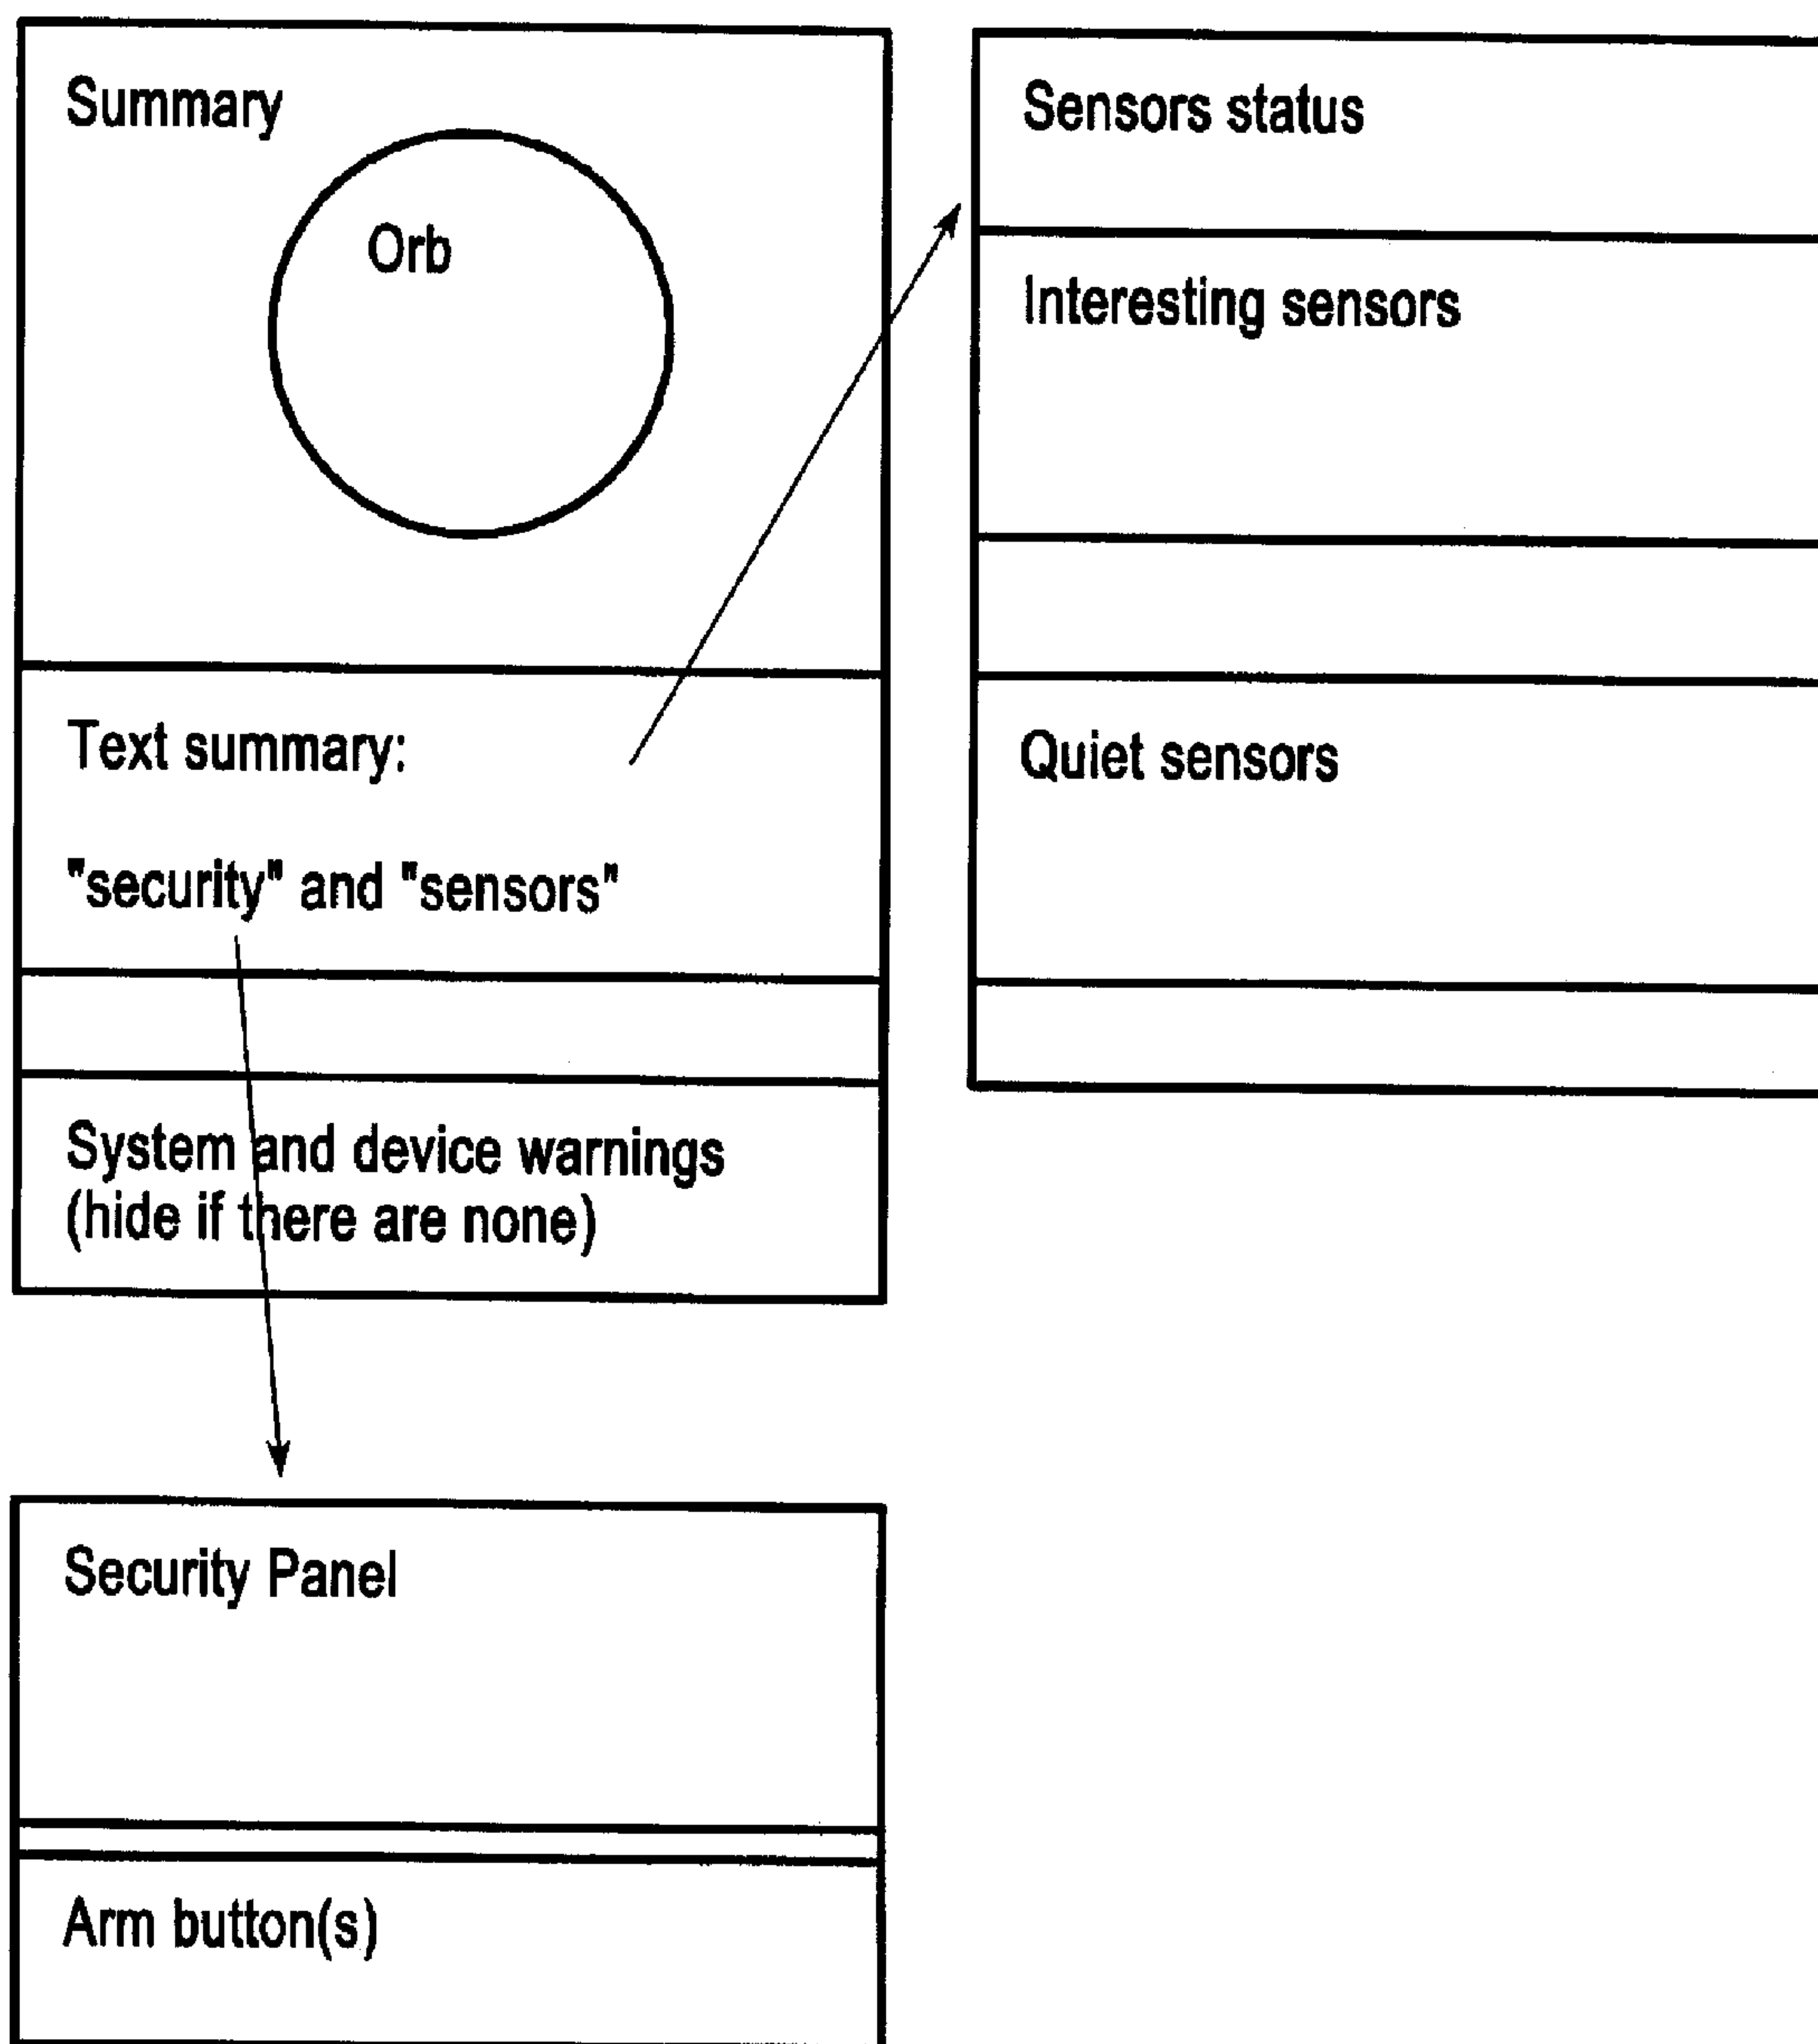 Summary
Orb
Text summary:
"security" and "sensors"
System and device warnings
(hide if there are none)
Sensors status
Interesting sensors
Quiet sensors
Security Panel
Arm button(s)